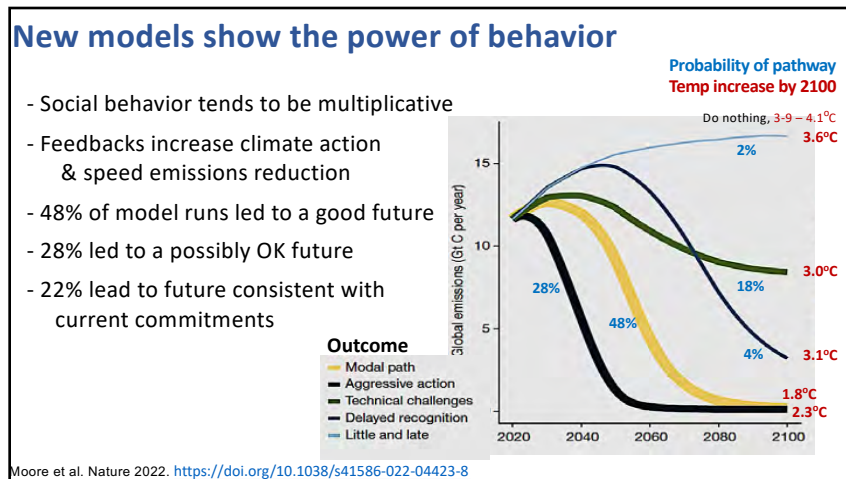 New models show the power of behavior
Probability of pathway
Temp increase by 2100
- Social behavior tends to be multiplicative
- Feedbacks increase climate action
& speed emissions reduction
- 48% of model runs led to a good future
- 28% led to a possibly OK future
- 22% lead to future consistent with
current commitments
Do nothing, 3-9 – 4.1°C
3.6°C
2%
15
10
5
Global emissions (Gt C per year)
3.0°C
18%
28%
48%
4%
3.1°C
1.8°C
2.3°C
2020
2040
2060
2080
2100
Outcome
Modal path
Aggressive action
Technical challenges
Delayed recognition
Little and late
Moore et al. Nature 2022. https://doi.org/10.1038/s41586-022-04423-8